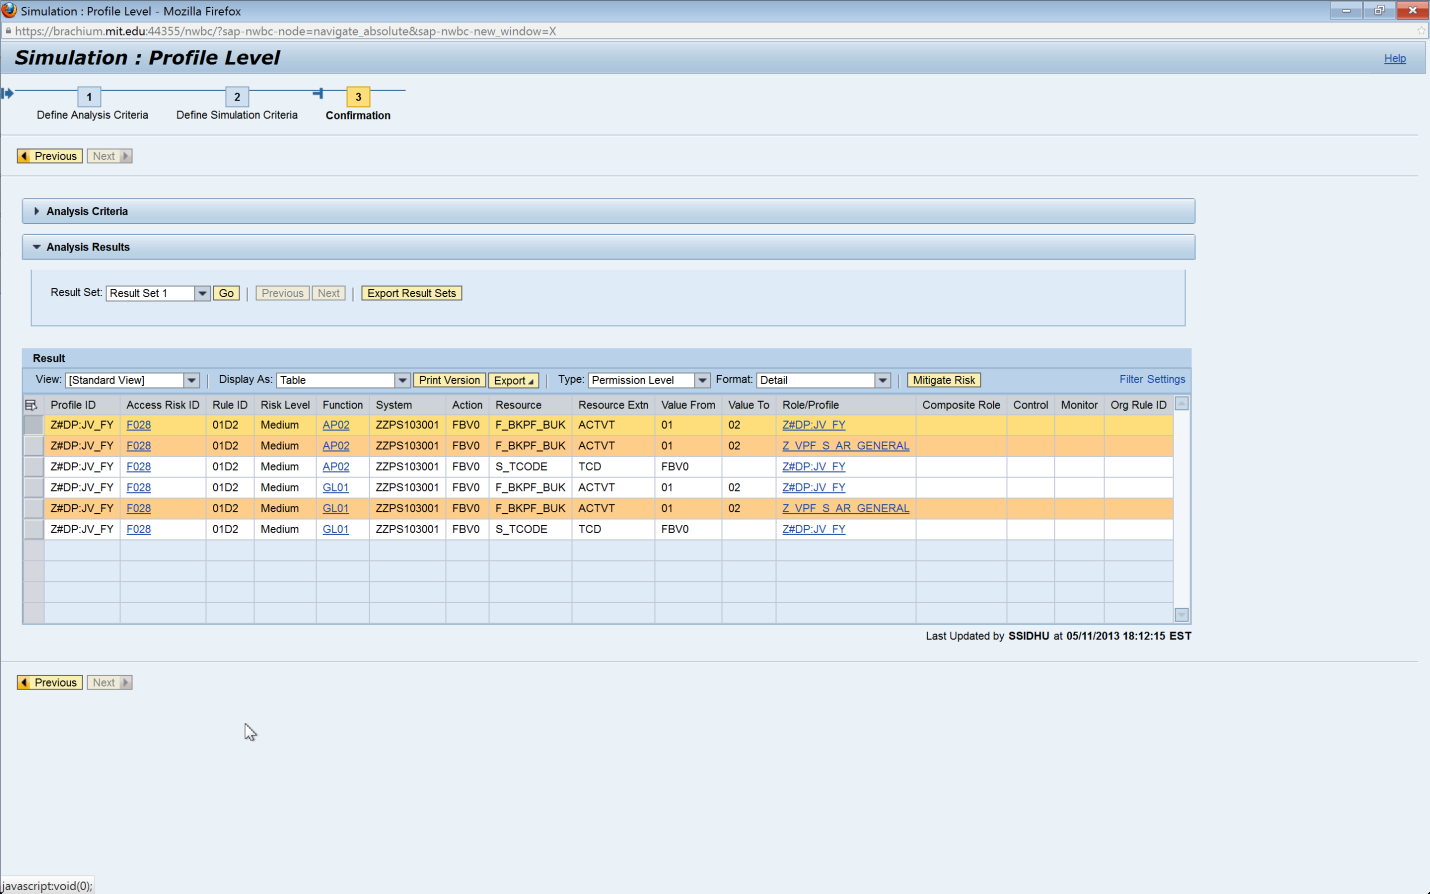 Simulation : Profile Level - Mozilla Firefox
https://brachium.mit.edu:44355/nwbc/?sap-nwbc-node=navigate_absolute&sap-nwbc-new_window=X
Simulation : Profile Level Help
1 2 3
Define Analysis Criteria Define Simulation Criteria Confirmation
Previous Next
Analysis Criteria
Analysis Results
Result Set: Result Set 1 Go | Previous Next | Export Result Sets
Result
View: [Standard View] | Display As: Table Print Version Export | Type: Permission Level Format: Detail | Mitigate Risk Filter Settings
Profile ID Access Risk ID Rule ID Risk Level Function System Action Resource Resource Extn Value From Value To Role/Profile Composite Role Control Monitor Org Rule ID
Z#DP:JV_FY F028 01D2 Medium AP02 ZZPS103001 FBV0 F_BKPF_BUK ACTVT 01 02 Z#DP:JV_FY
Z#DP:JV_FY F028 01D2 Medium AP02 ZZPS103001 FBV0 F_BKPF_BUK ACTVT 01 02 Z_VPF_S_AR_GENERAL
Z#DP:JV_FY F028 01D2 Medium AP02 ZZPS103001 FBV0 S_TCODE TCD FBV0 Z#DP:JV_FY
Z#DP:JV_FY F028 01D2 Medium GL01 ZZPS103001 FBV0 F_BKPF_BUK ACTVT 01 02 Z#DP:JV_FY
Z#DP:JV_FY F028 01D2 Medium GL01 ZZPS103001 FBV0 F_BKPF_BUK ACTVT 01 02 Z_VPF_S_AR_GENERAL
Z#DP:JV_FY F028 01D2 Medium GL01 ZZPS103001 FBV0 S_TCODE TCD FBV0 Z#DP:JV_FY
Last Updated by SSIDHU at 05/11/2013 18:12:15 EST
Previous Next
javascript:void(0);